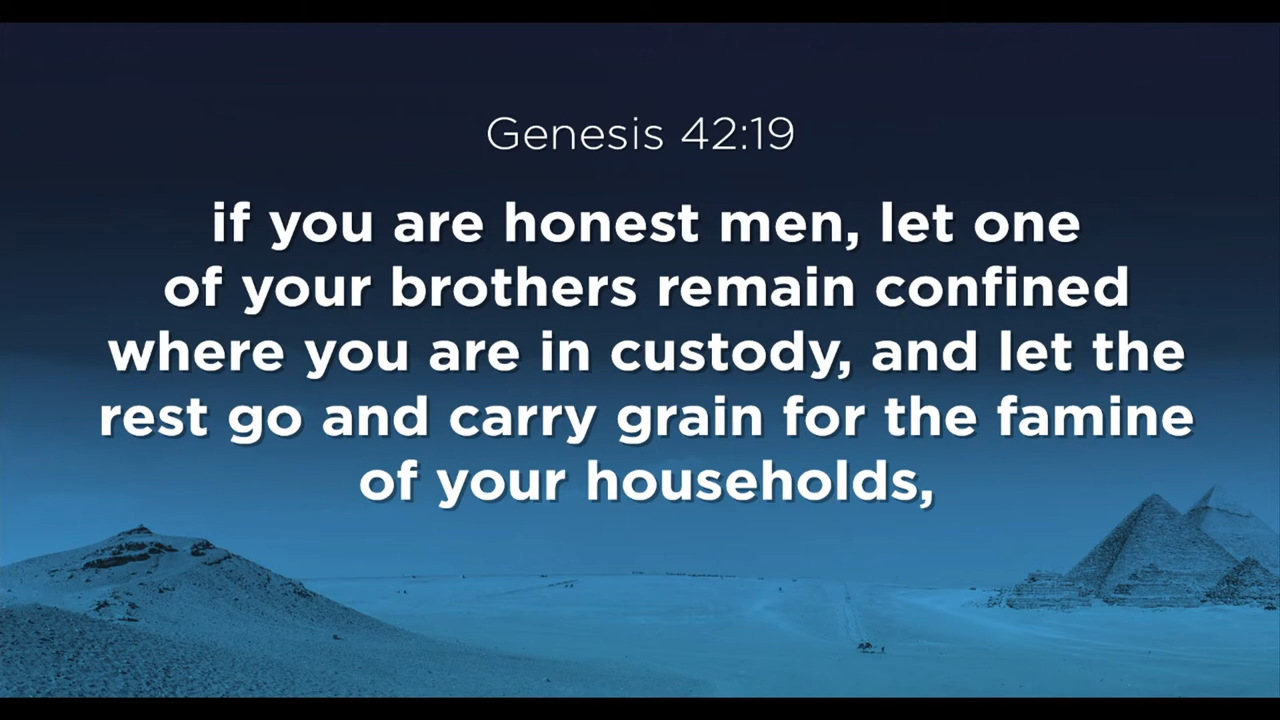 Genesis 42:19
if you are honest men, let one
of your brothers remain confined
where you are in custody, and let the
rest go and carry grain for the famine
of your households,